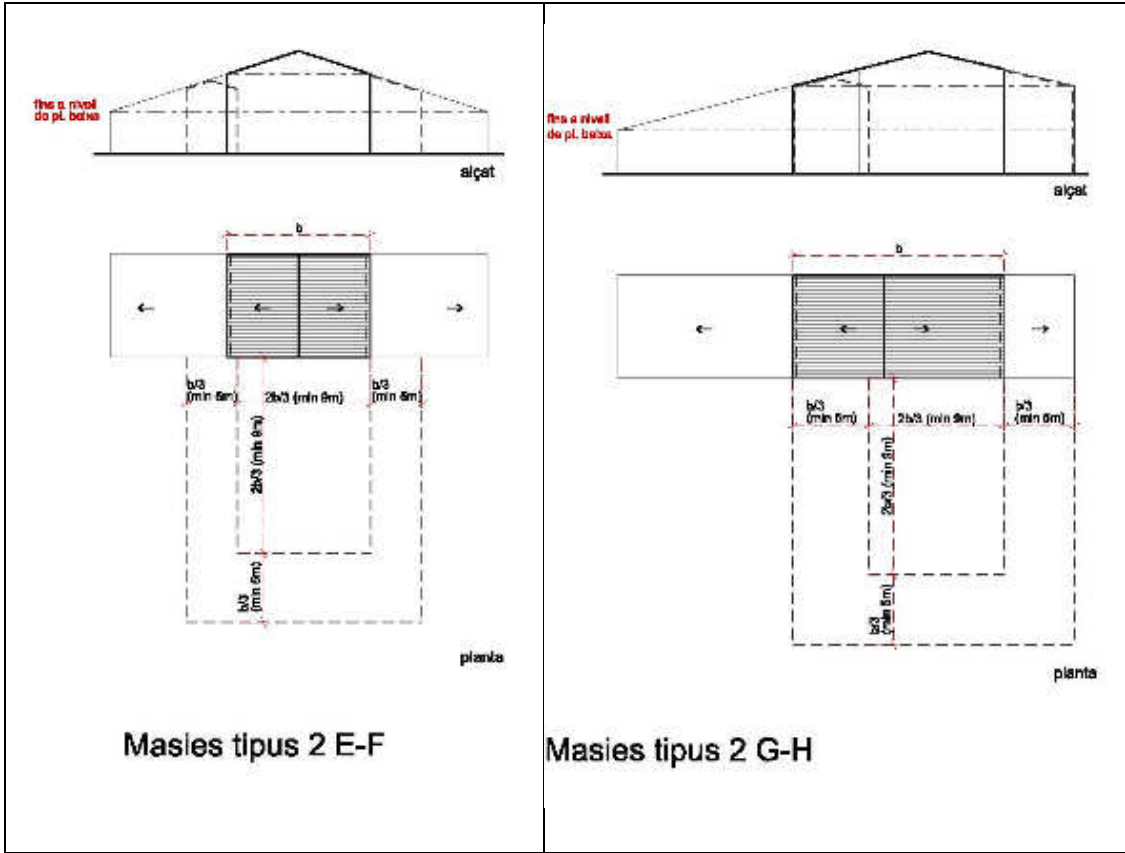 fins a nivell
de pl. baixa
alçat
b
b/3
(min 6m)
2b/3 (min 9m)
b/3
(min 6m)
2b/3 (min 9m)
b/3
(min 6m)
planta
Masies tipus 2 E-F
fins a nivell
de pl. baixa
alçat
b
b/3
(min 6m)
2b/3 (min 9m)
b/3
(min 6m)
2b/3 (min 9m)
b/3
(min 6m)
planta
Masies tipus 2 G-H